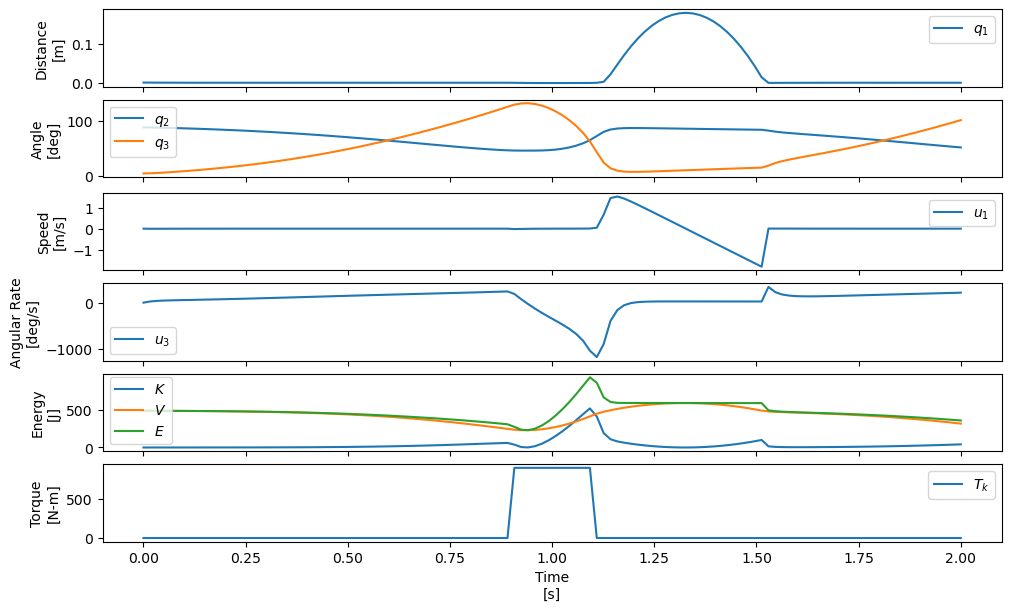 Distance
[m]
0.1
0.0
q₁
Angle
[deg]
100
0
q₂
q₃
Speed
[m/s]
1
0
−1
u₁
Angular Rate
[deg/s]
0
−1000
u₃
Energy
[J]
500
0
K
V
E
Torque
[N-m]
500
0
Tₖ
0.00 0.25 0.50 0.75 1.00 1.25 1.50 1.75 2.00
Time
[s]